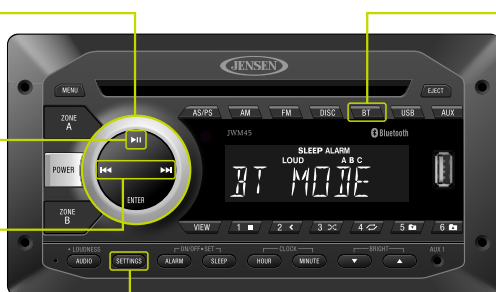 JENSEN
MENU
EJECT
AS/PS AM FM DISC BT USB AUX
ZONE
A
JWM45
Bluetooth
SLEEP ALARM
LOUD A B C
BT MODE
POWER
ENTER
ZONE
B
VIEW 1 2 3 4 5 6
• LOUDNESS
ON/OFF•SET
CLOCK
BRIGHT
AUX 1
AUDIO SETTINGS ALARM SLEEP HOUR MINUTE